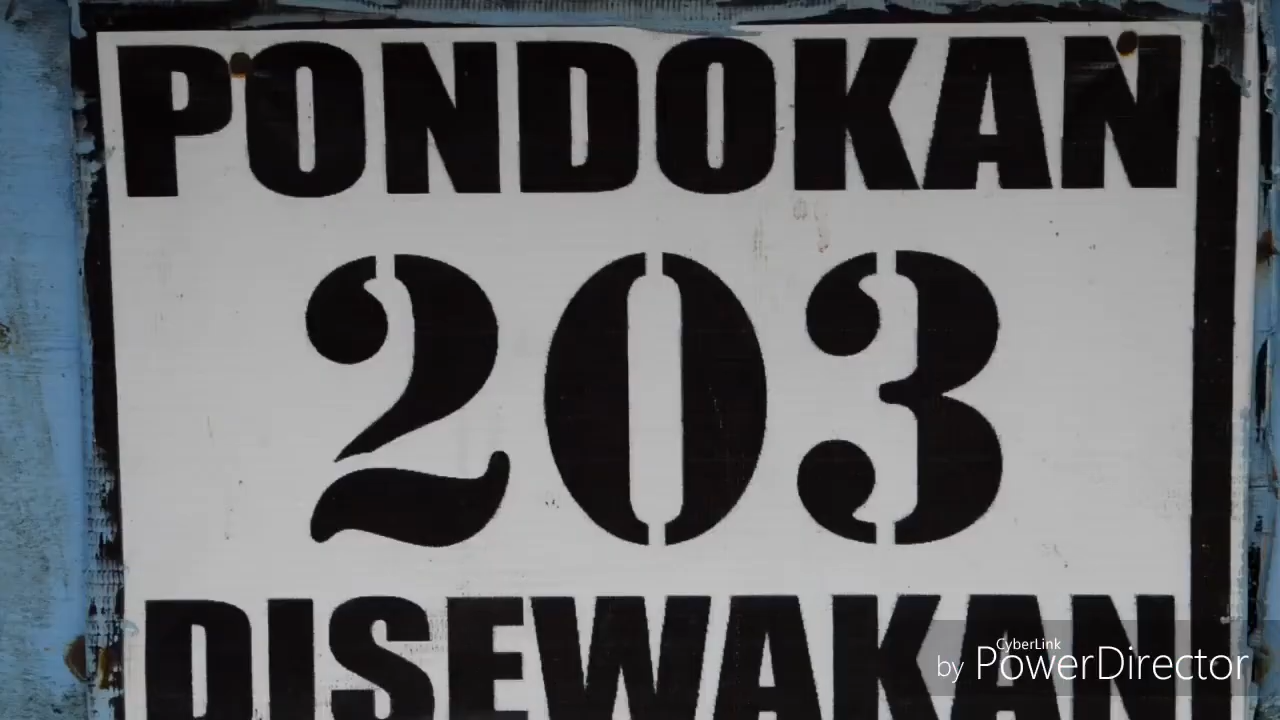 PONDOKAN
203
DISEWAKAN
CyberLink
by PowerDirector